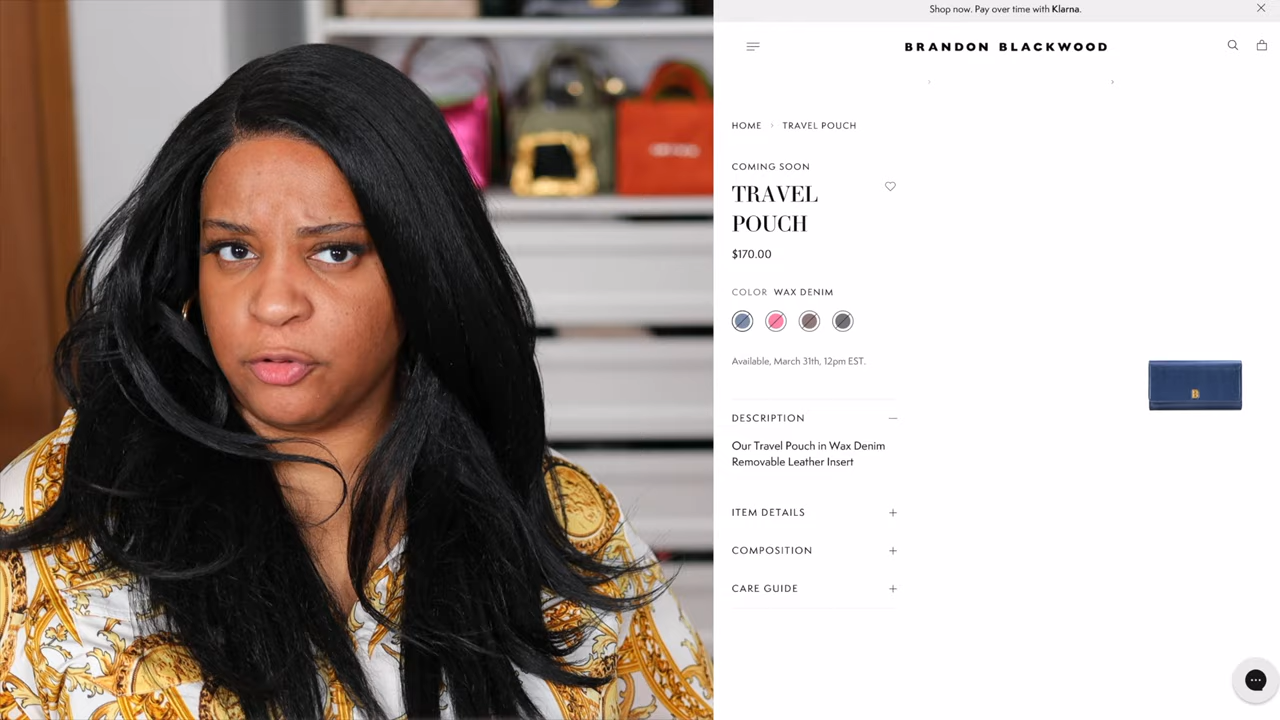 Shop now. Pay over time with Klarna.
BRANDON BLACKWOOD
HOME › TRAVEL POUCH
COMING SOON
TRAVEL
POUCH
$170.00
COLOR WAX DENIM
Available, March 31th, 12pm EST.
DESCRIPTION
Our Travel Pouch in Wax Denim
Removable Leather Insert
ITEM DETAILS
COMPOSITION
CARE GUIDE
B